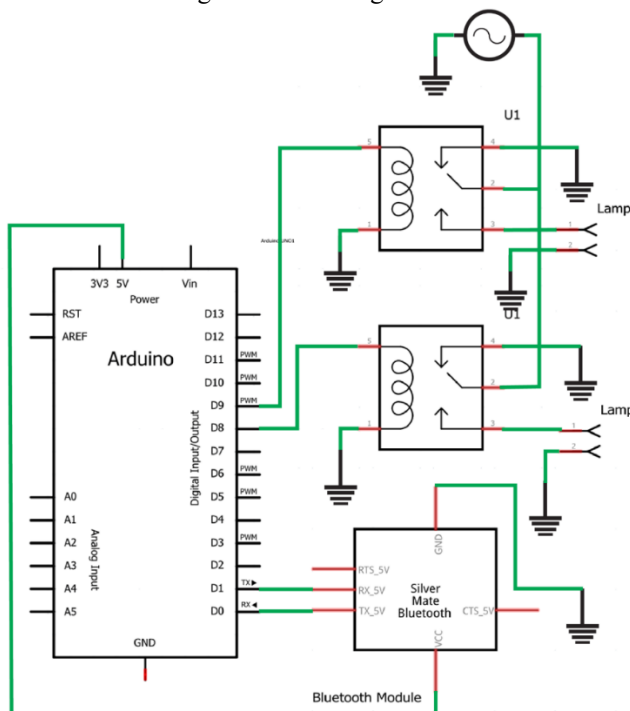 U1
5
4
2
1
3
1
2
Lamp
Arduino UNO1
3V3
5V
Vin
Power
RST
AREF
Arduino
D13
D12
D11
PWM
D10
PWM
D9
PWM
D8
D7
D6
PWM
D5
PWM
D4
D3
PWM
D2
D1
TX
D0
RX
Digital Input/Output
A0
A1
A2
A3
A4
A5
Analog Input
GND
U1
5
4
2
1
3
1
2
Lamp
GND
RTS_5V
RX_5V
TX_5V
CTS_5V
VCC
Silver
Mate
Bluetooth
Bluetooth Module